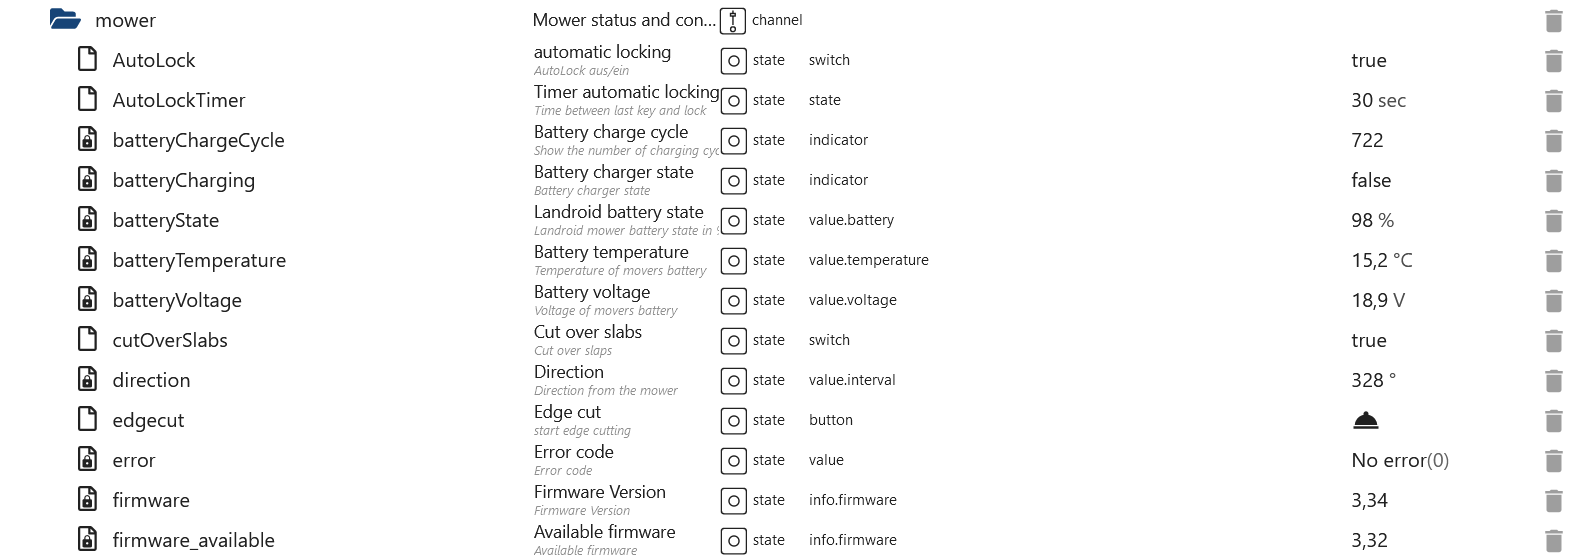 mower Mower status and con... channel
AutoLock automatic locking state switch true
AutoLock aus/ein
AutoLockTimer Timer automatic locking state state 30 sec
Time between last key and lock
batteryChargeCycle Battery charge cycle state indicator 722
Show the number of charging cyc
batteryCharging Battery charger state state indicator false
Battery charger state
batteryState Landroid battery state state value.battery 98 %
Landroid mower battery state in %
batteryTemperature Battery temperature state value.temperature 15,2 °C
Temperature of movers battery
batteryVoltage Battery voltage state value.voltage 18,9 V
Voltage of movers battery
cutOverSlabs Cut over slabs state switch true
Cut over slaps
direction Direction state value.interval 328 °
Direction from the mower
edgecut Edge cut state button
start edge cutting
error Error code state value No error(0)
Error code
firmware Firmware Version state info.firmware 3,34
Firmware Version
firmware_available Available firmware state info.firmware 3,32
Available firmware